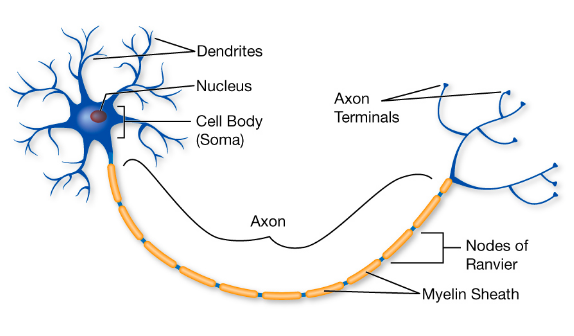 Dendrites
Nucleus
Cell Body
(Soma)
Axon
Terminals
Axon
Nodes of
Ranvier
Myelin Sheath